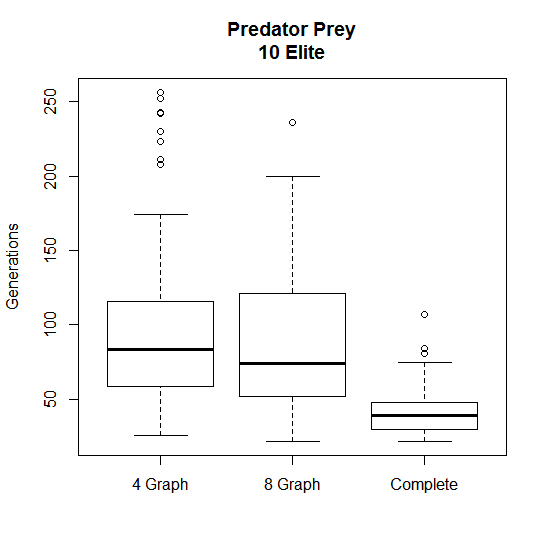 Predator Prey
10 Elite
Generations
250
200
150
100
50
4 Graph
8 Graph
Complete